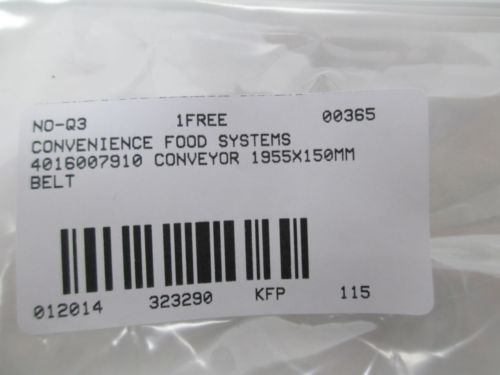 NO-Q3 1FREE 00365
CONVENIENCE FOOD SYSTEMS
4016007910 CONVEYOR 1955X150MM
BELT
012014 323290 KFP 115